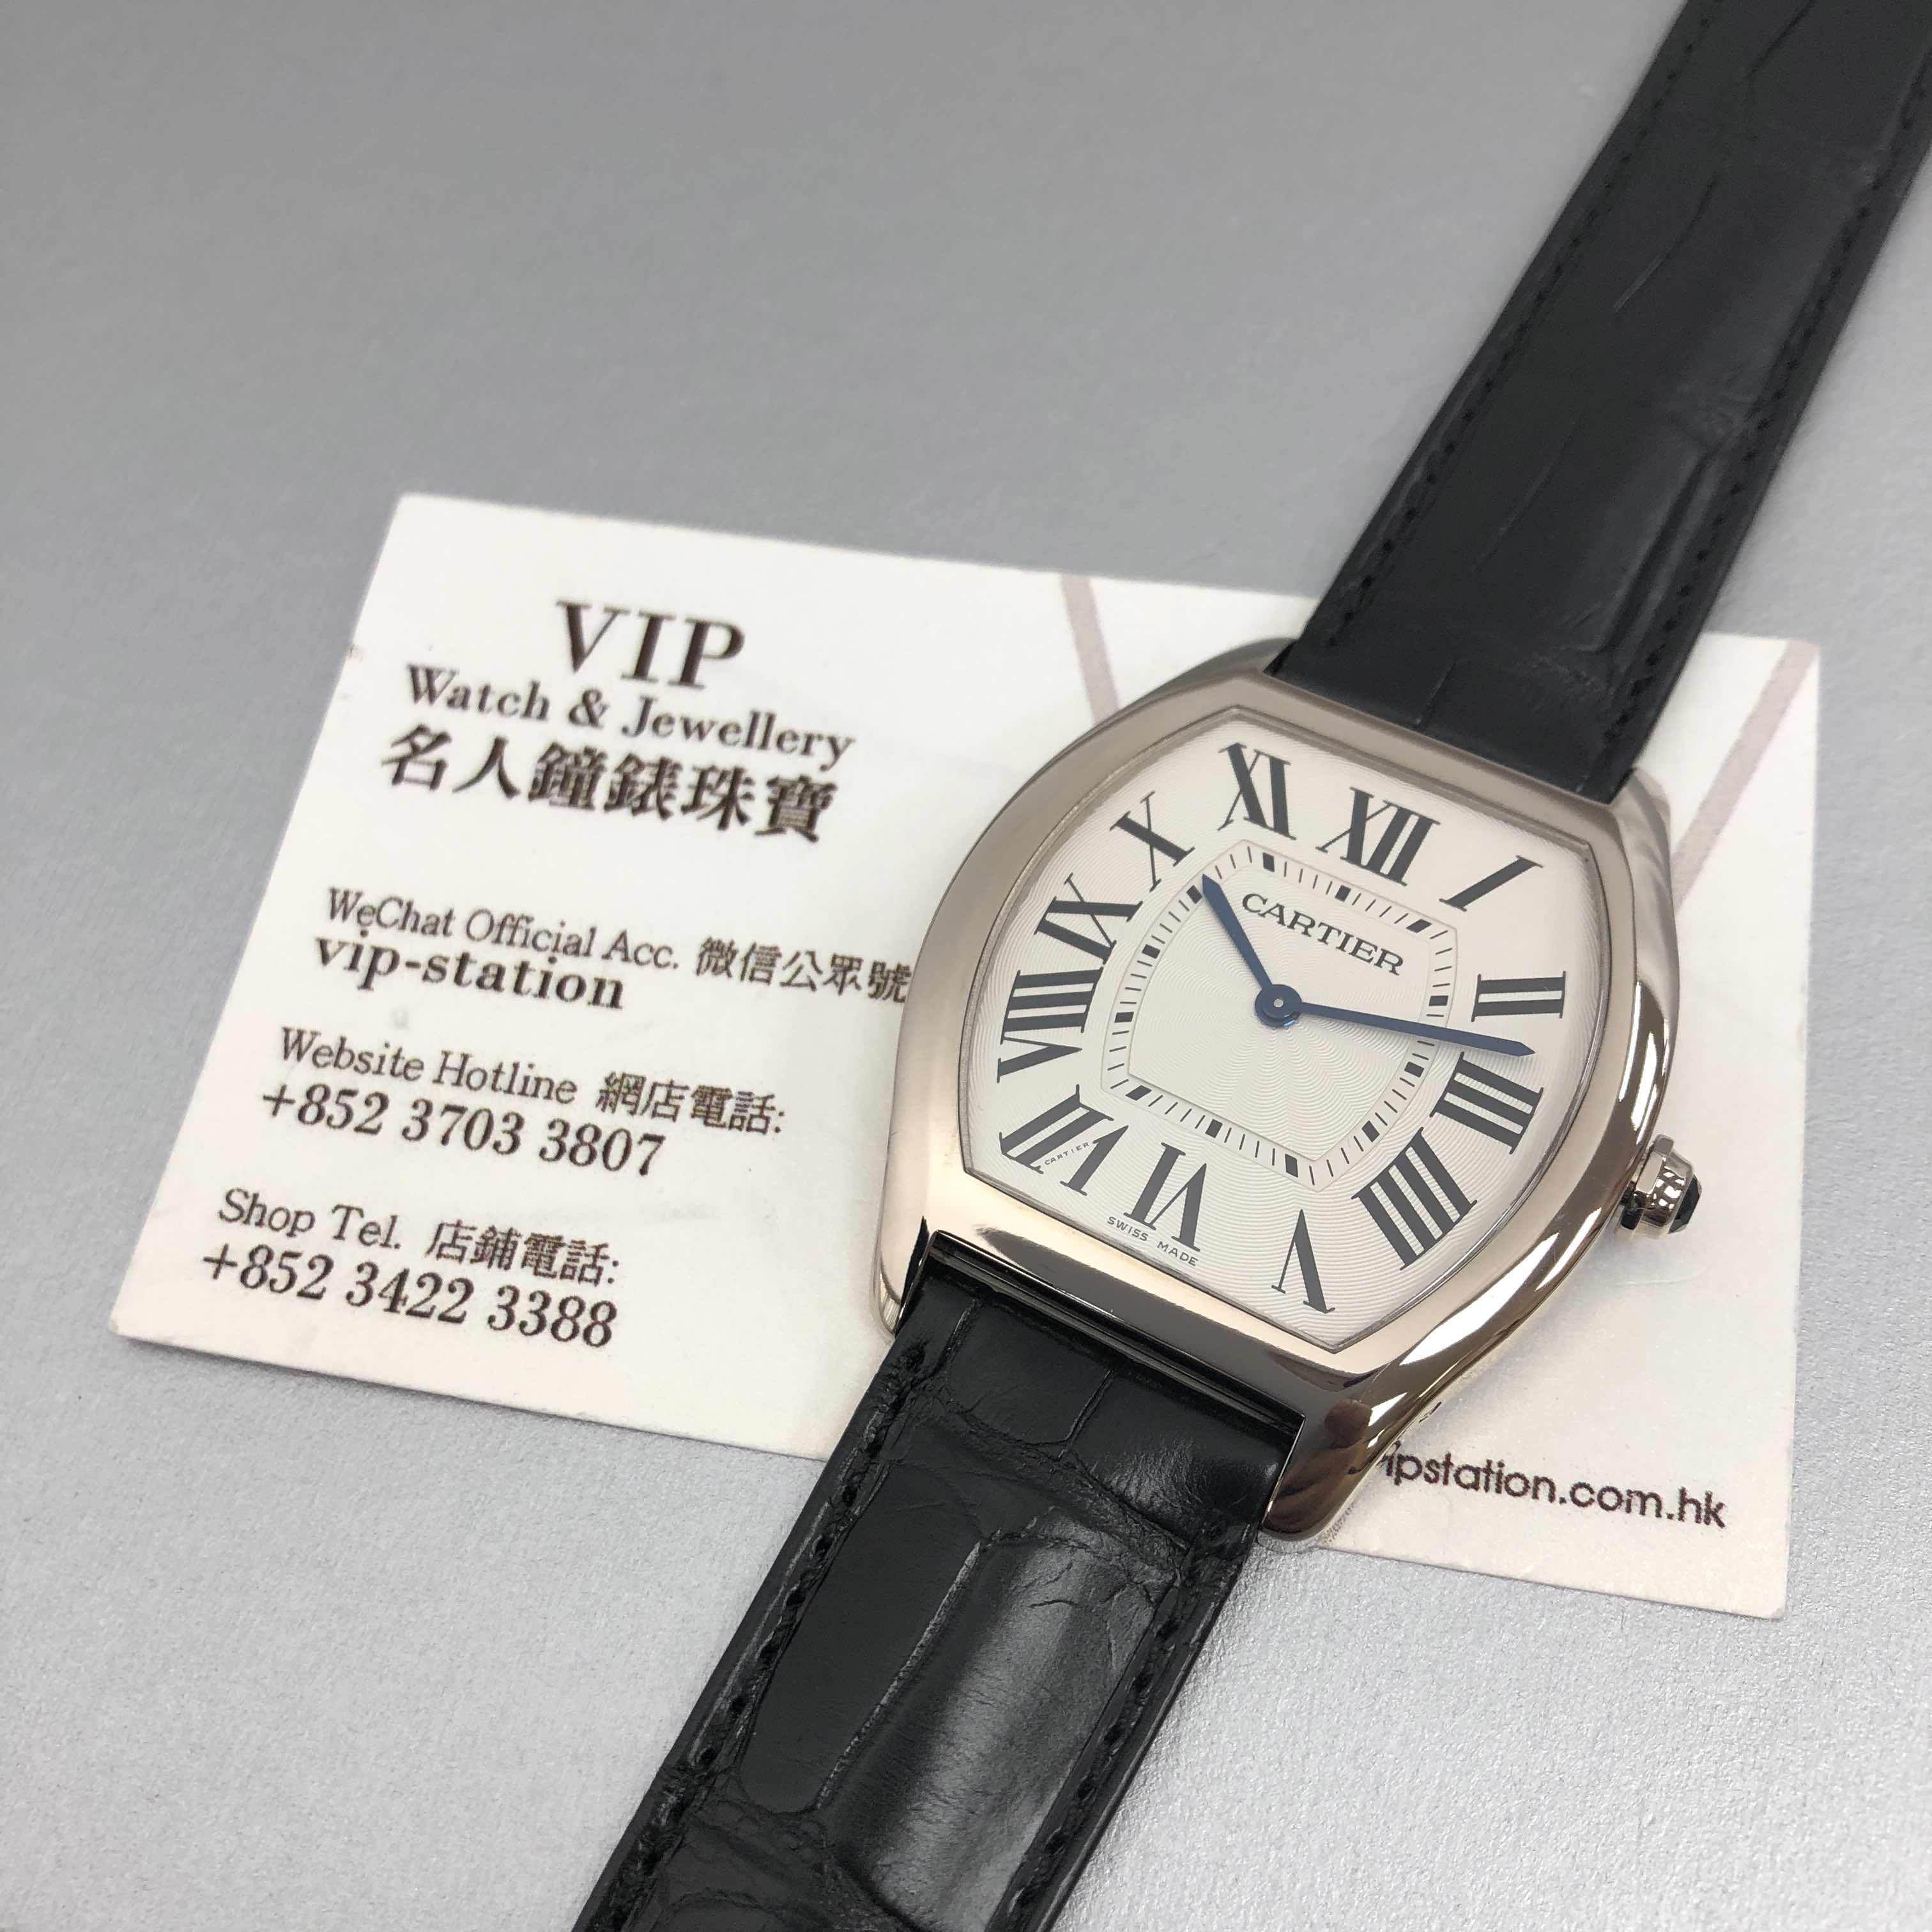 VIP
Watch & Jewellery
名人鐘錶珠寶
WeChat Official Acc. 微信公眾號
vip-station
Website Hotline 網店電話:
+852 3703 3807
Shop Tel. 店鋪電話:
+852 3422 3388
vipstation.com.hk
XII
I
II
III
IIII
V
VI
VII
VIII
IX
X
XI
CARTIER
CARTIER
SWISS MADE